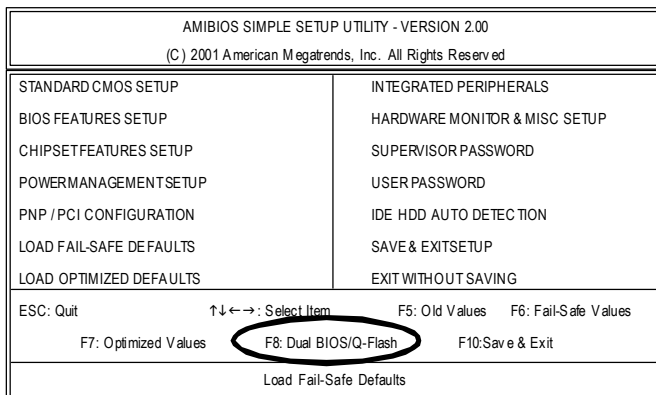 AMIBIOS SIMPLE SETUP UTILITY - VERSION 2.00
(C) 2001 American Megatrends, Inc. All Rights Reserved
STANDARD CMOS SETUP
BIOS FEATURES SETUP
CHIPSET FEATURES SETUP
POWER MANAGEMENT SETUP
PNP / PCI CONFIGURATION
LOAD FAIL-SAFE DEFAULTS
LOAD OPTIMIZED DEFAULTS
INTEGRATED PERIPHERALS
HARDWARE MONITOR & MISC SETUP
SUPERVISOR PASSWORD
USER PASSWORD
IDE HDD AUTO DETECTION
SAVE & EXIT SETUP
EXIT WITHOUT SAVING
ESC: Quit ↑↓←→: Select Item F5: Old Values F6: Fail-Safe Values
F7: Optimized Values F8: Dual BIOS/Q-Flash F10:Save & Exit
Load Fail-Safe Defaults